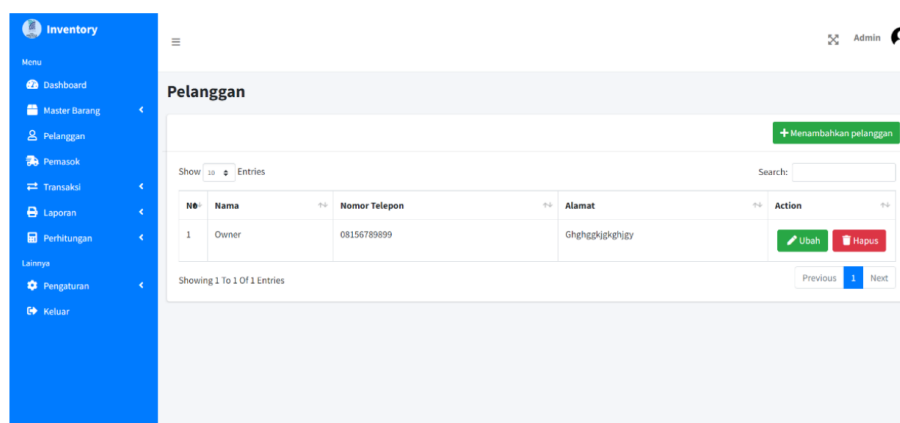 Inventory
Admin
Menu
Dashboard
Pelanggan
Master Barang
Menambahkan pelanggan
Pelanggan
Pemasok
Show 10 Entries
Search:
Transaksi
No Nama Nomor Telepon Alamat Action
Laporan
1 Owner 08156789899 Ghghggkjgkghjgy Ubah Hapus
Perhitungan
Lainnya
Showing 1 To 1 Of 1 Entries
Previous 1 Next
Pengaturan
Keluar